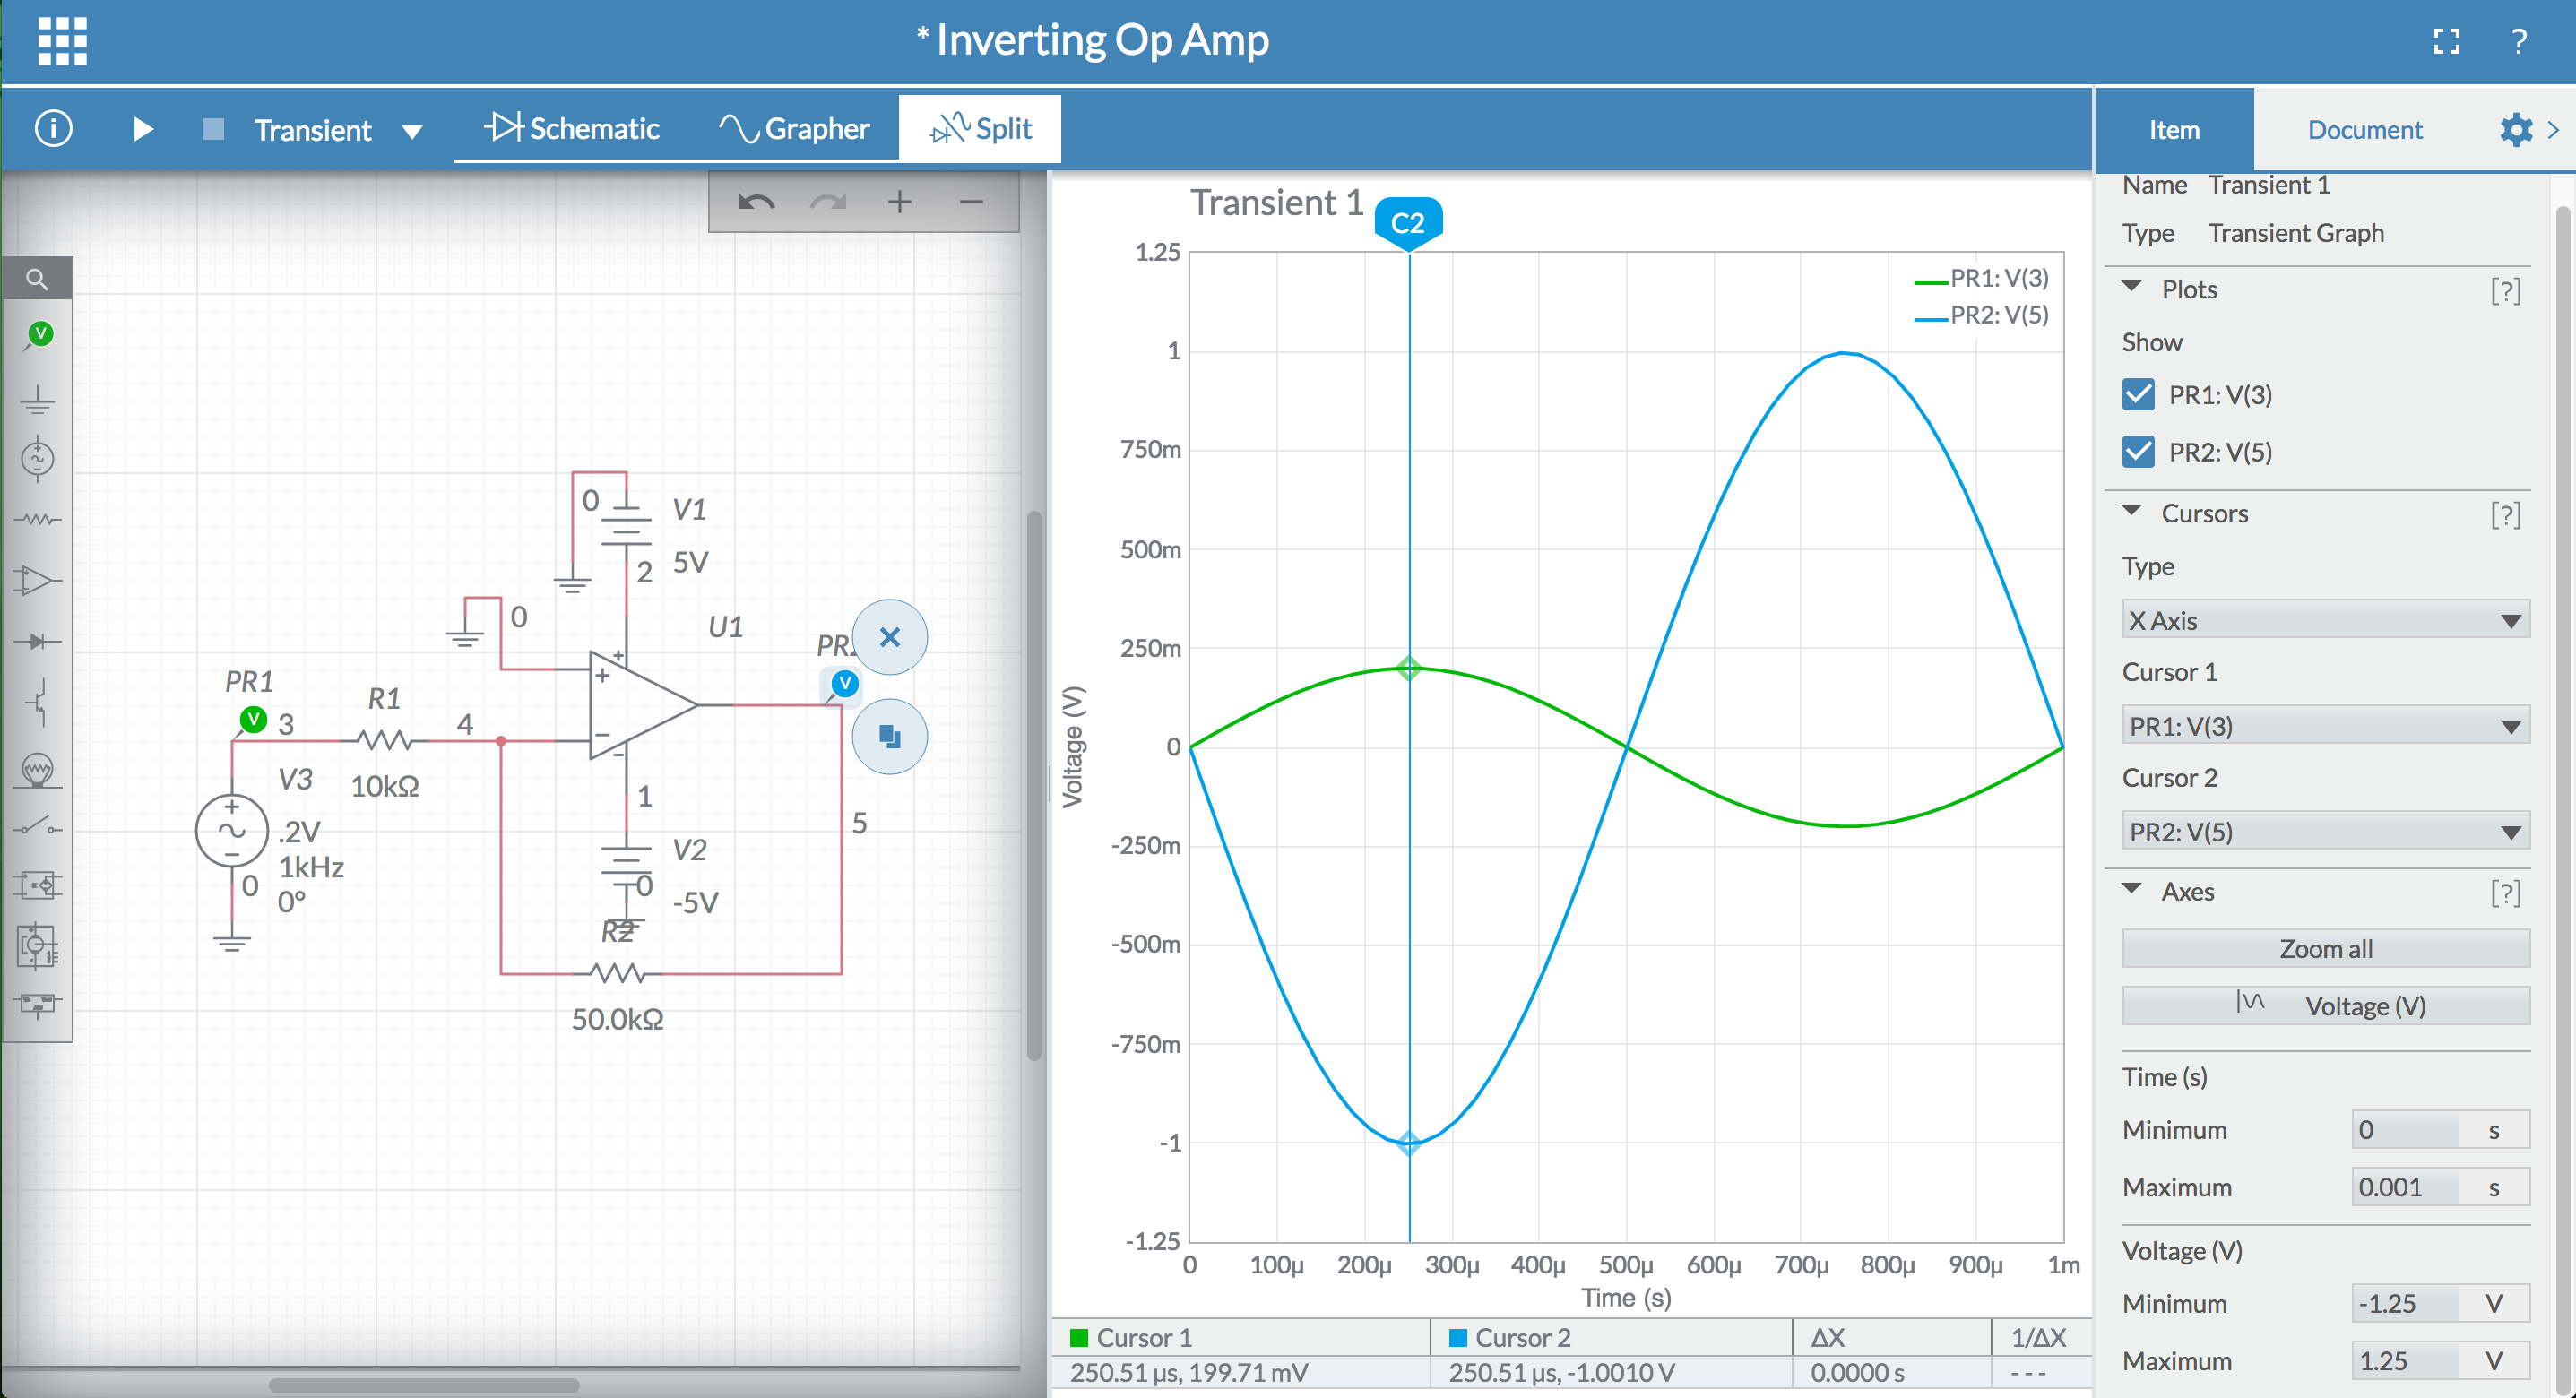 * Inverting Op Amp
?
i
Transient
Schematic
Grapher
Split
Item
Document
V
0
V1
5V
2
0
U1
V
PR1
V
3
R1
4
10kΩ
V3
.2V
1kHz
0°
0
1
V2
0
-5V
R2
5
50.0kΩ
Transient 1
C2
PR1: V(3)
PR2: V(5)
1.25
1
750m
500m
250m
0
-250m
-500m
-750m
-1
-1.25
Voltage (V)
0 100µ 200µ 300µ 400µ 500µ 600µ 700µ 800µ 900µ 1m
Time (s)
Cursor 1 Cursor 2 ΔX 1/ΔX
250.51 µs, 199.71 mV 250.51 µs, -1.0010 V 0.0000 s - - -
Name Transient 1
Type Transient Graph
Plots [?]
Show
PR1: V(3)
PR2: V(5)
Cursors [?]
Type
X Axis
Cursor 1
PR1: V(3)
Cursor 2
PR2: V(5)
Axes [?]
Zoom all
Voltage (V)
Time (s)
Minimum 0 s
Maximum 0.001 s
Voltage (V)
Minimum -1.25 V
Maximum 1.25 V